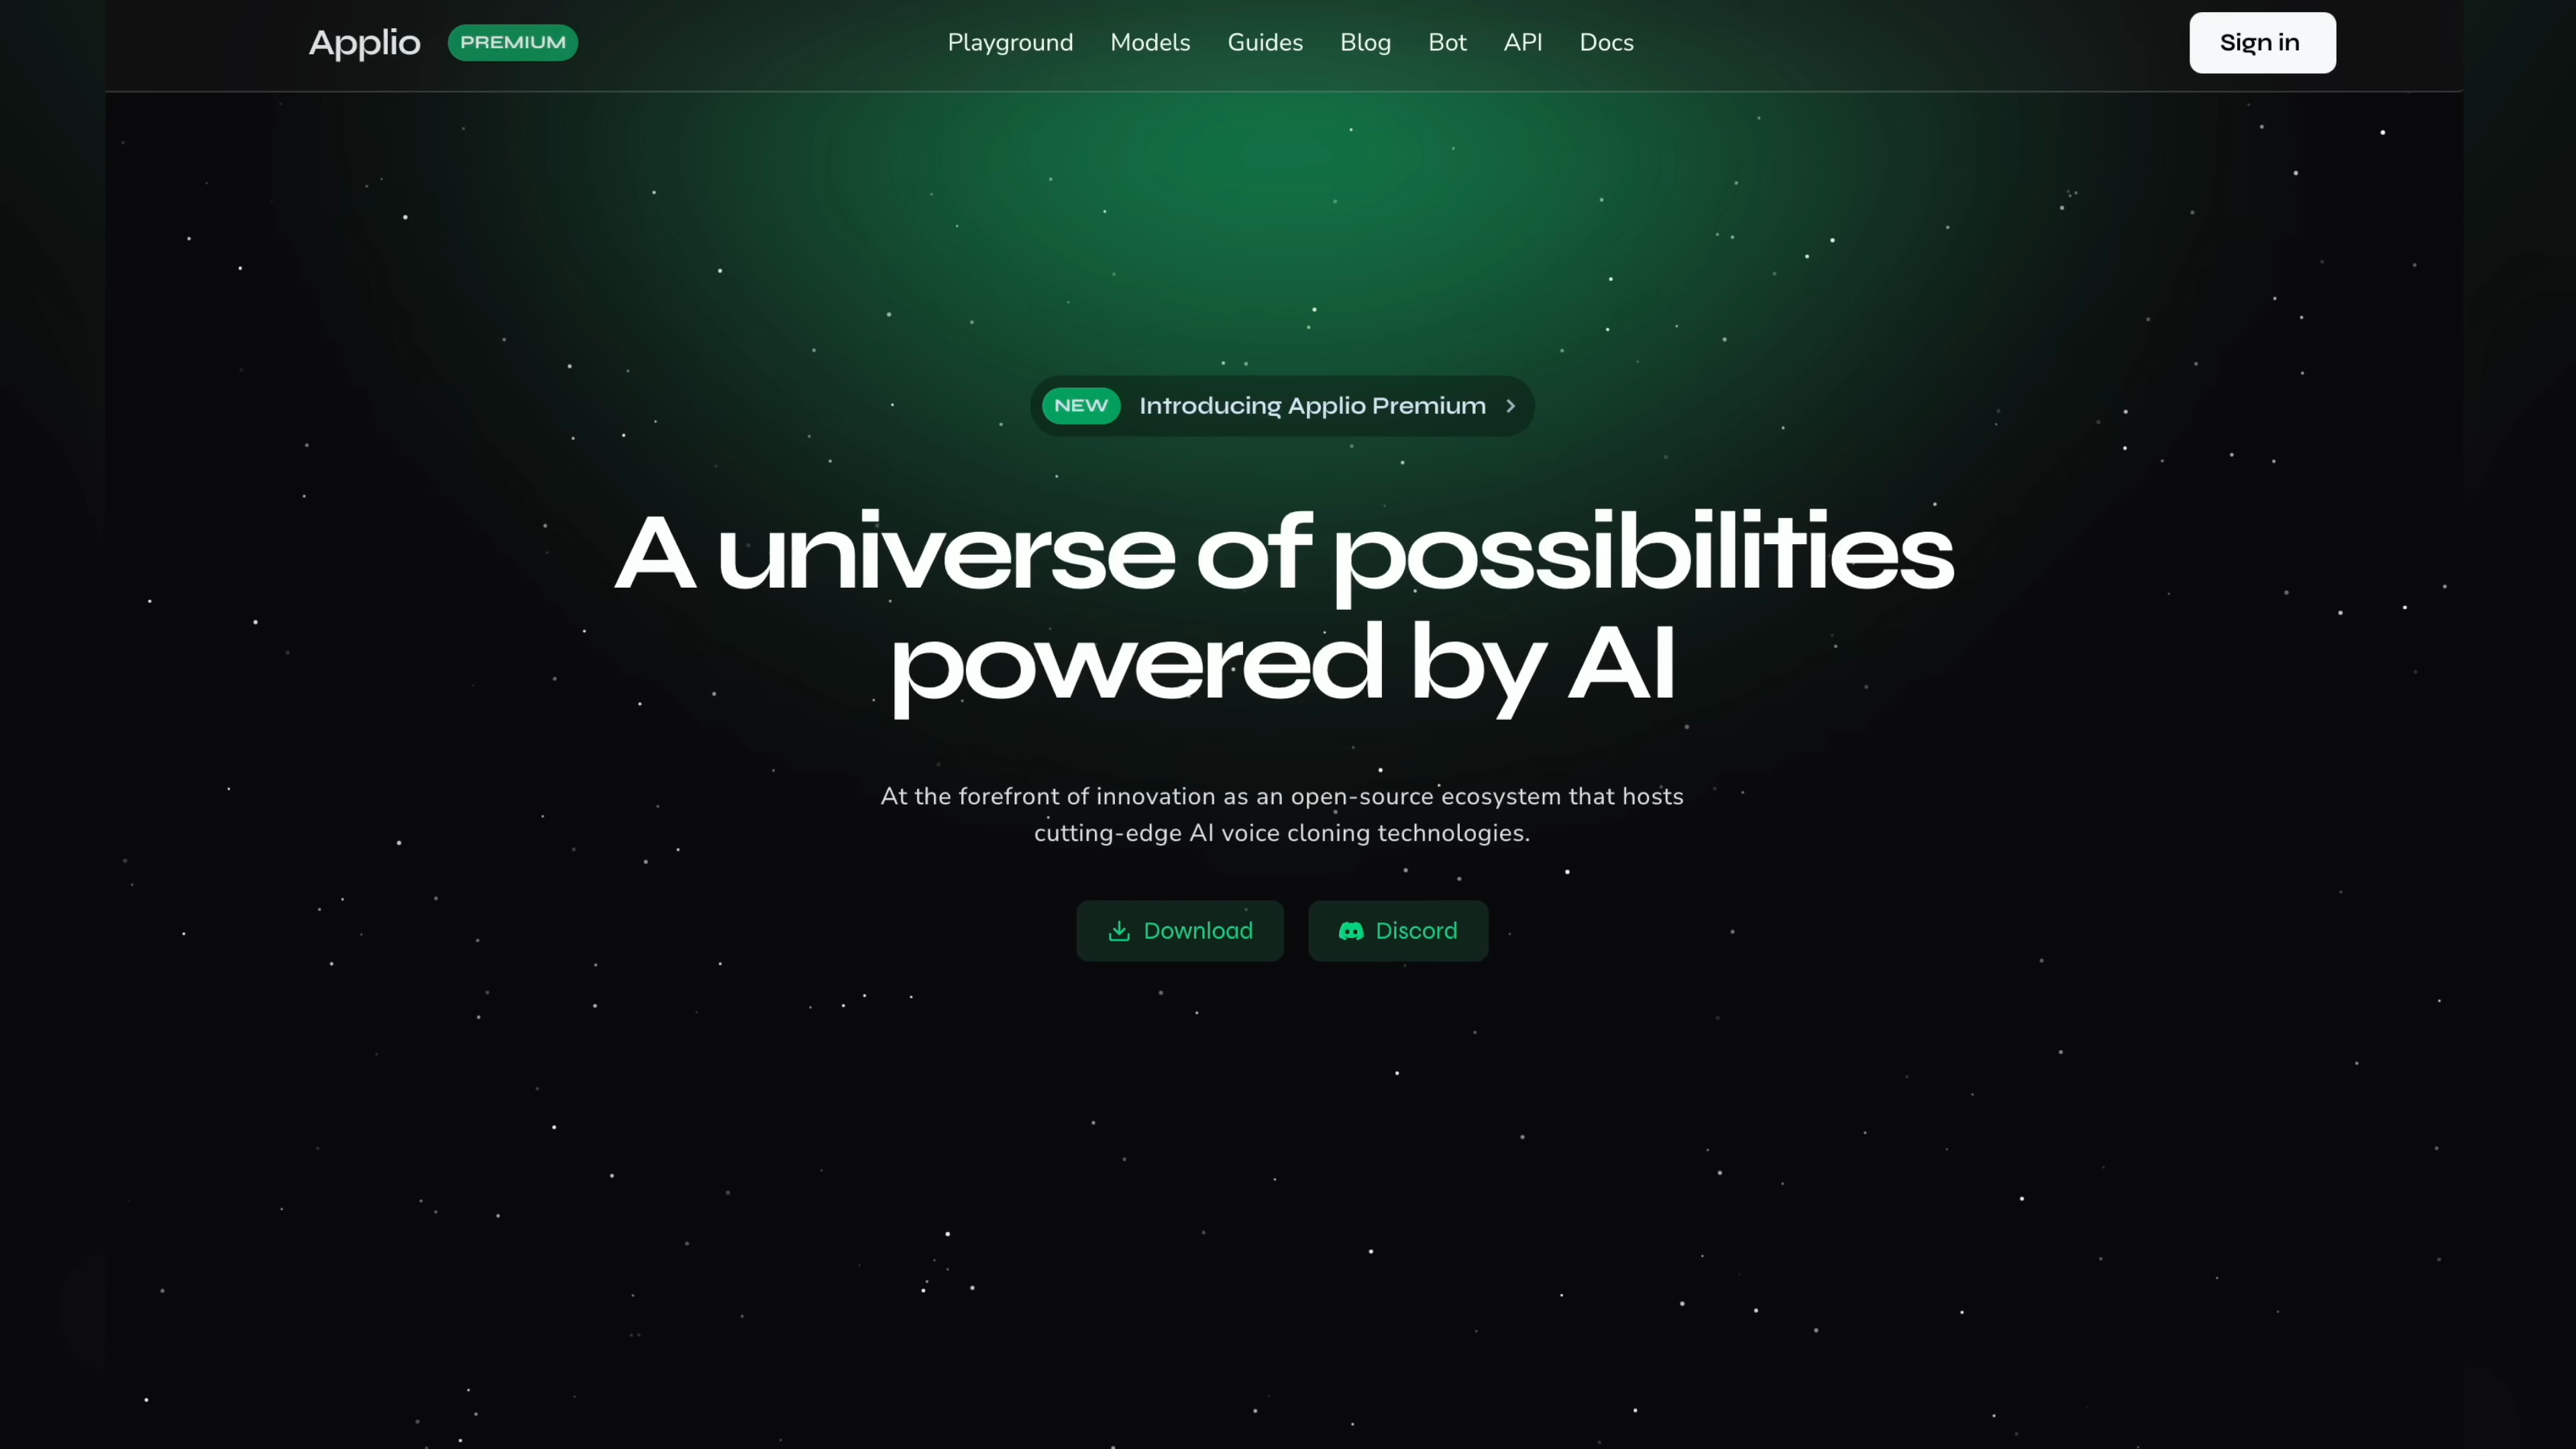 Applio PREMIUM Playground Models Guides Blog Bot API Docs Sign in
NEW Introducing Applio Premium
A universe of possibilities
powered by AI
At the forefront of innovation as an open-source ecosystem that hosts
cutting-edge AI voice cloning technologies.
Download Discord